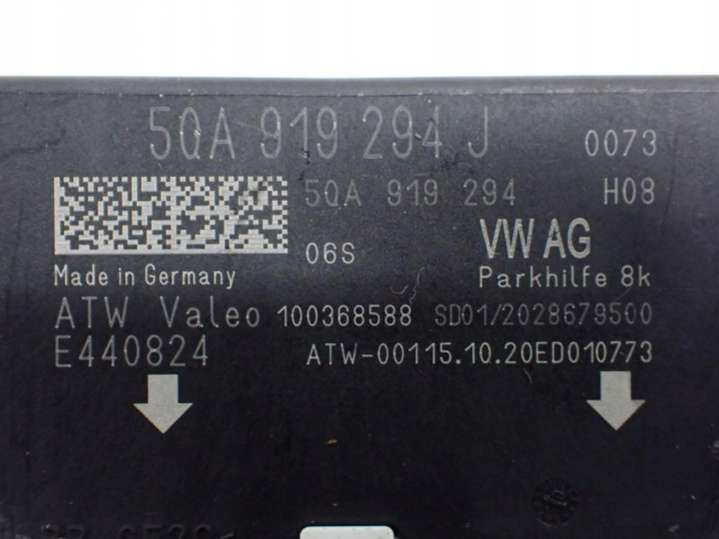 5QA 919 294 J 0073
5QA 919 294 H08
06S VW AG
Made in Germany Parkhilfe 8k
ATW Valeo 100368588 SD01/2028679500
E440824 ATW-00115.10.20ED010773